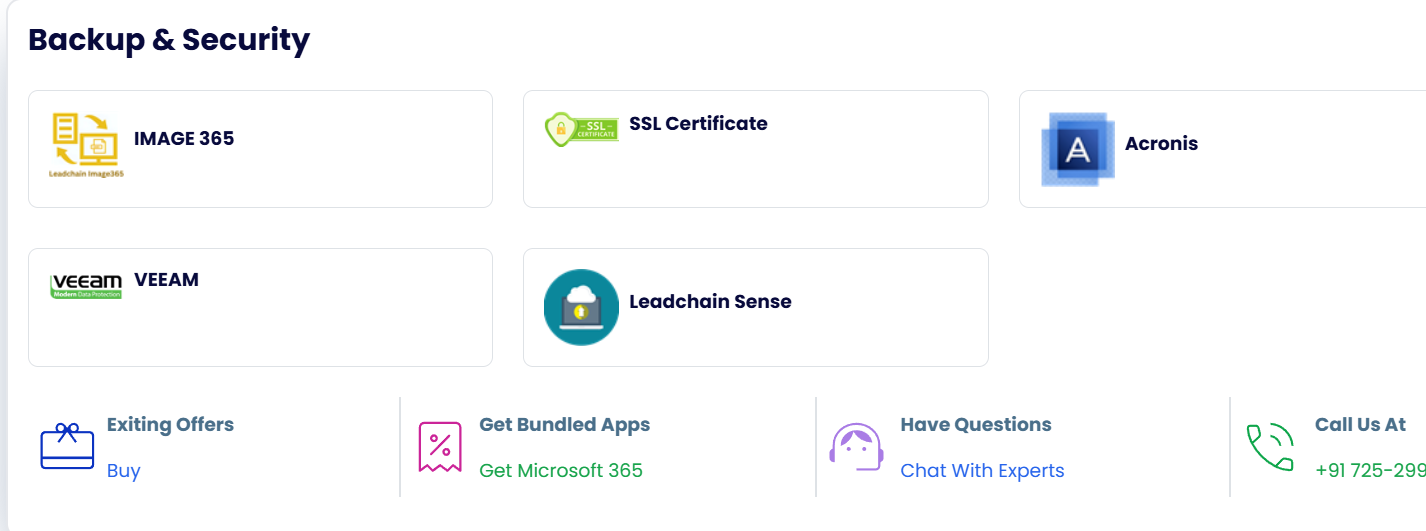 Backup & Security
Leadchain Image365
IMAGE 365
SSL
CERTIFICATE
SSL Certificate
Acronis
veeam
Modern Data Protection
VEEAM
Leadchain Sense
Exiting Offers
Buy
Get Bundled Apps
Get Microsoft 365
Have Questions
Chat With Experts
Call Us At
+91 725-299